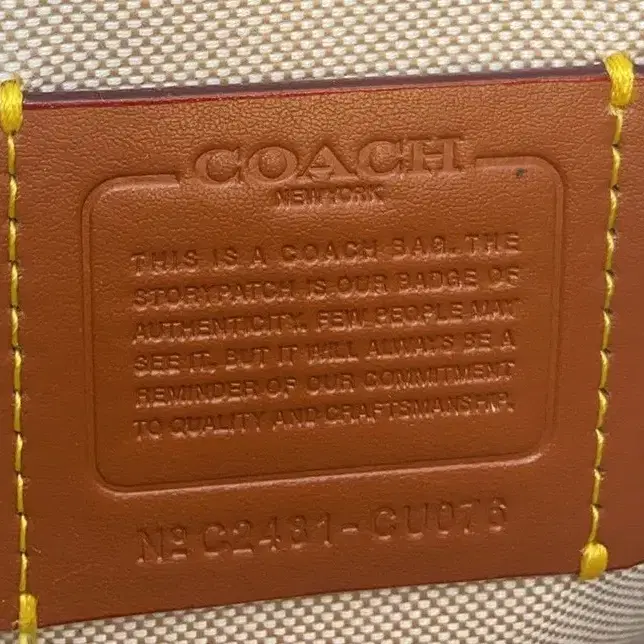 COACH
NEW YORK
THIS IS A COACH BAG. THE
STORYPATCH IS OUR BADGE OF
AUTHENTICITY. FEW PEOPLE MAY
SEE IT. BUT IT WILL ALWAYS BE A
REMINDER OF OUR COMMITMENT
TO QUALITY AND CRAFTSMANSHIP.
Nº C2481-CU076